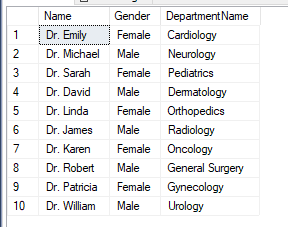 Name Gender DepartmentName
1 Dr. Emily Female Cardiology
2 Dr. Michael Male Neurology
3 Dr. Sarah Female Pediatrics
4 Dr. David Male Dermatology
5 Dr. Linda Female Orthopedics
6 Dr. James Male Radiology
7 Dr. Karen Female Oncology
8 Dr. Robert Male General Surgery
9 Dr. Patricia Female Gynecology
10 Dr. William Male Urology